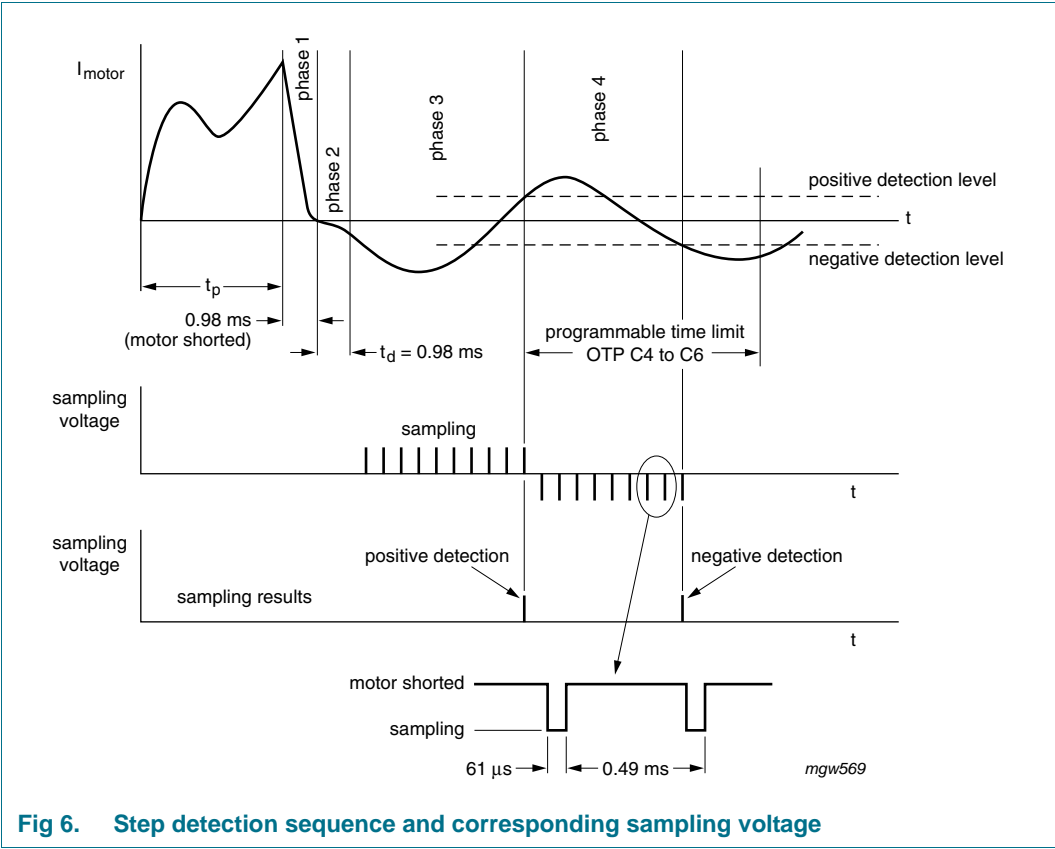 I motor
phase 1
phase 2
phase 3
phase 4
positive detection level
t
negative detection level
tp
0.98 ms
(motor shorted)
td = 0.98 ms
programmable time limit
OTP C4 to C6
sampling
voltage
sampling
t
sampling
voltage
positive detection
negative detection
sampling results
t
motor shorted
sampling
61 μs
0.49 ms
mgw569
Fig 6. Step detection sequence and corresponding sampling voltage